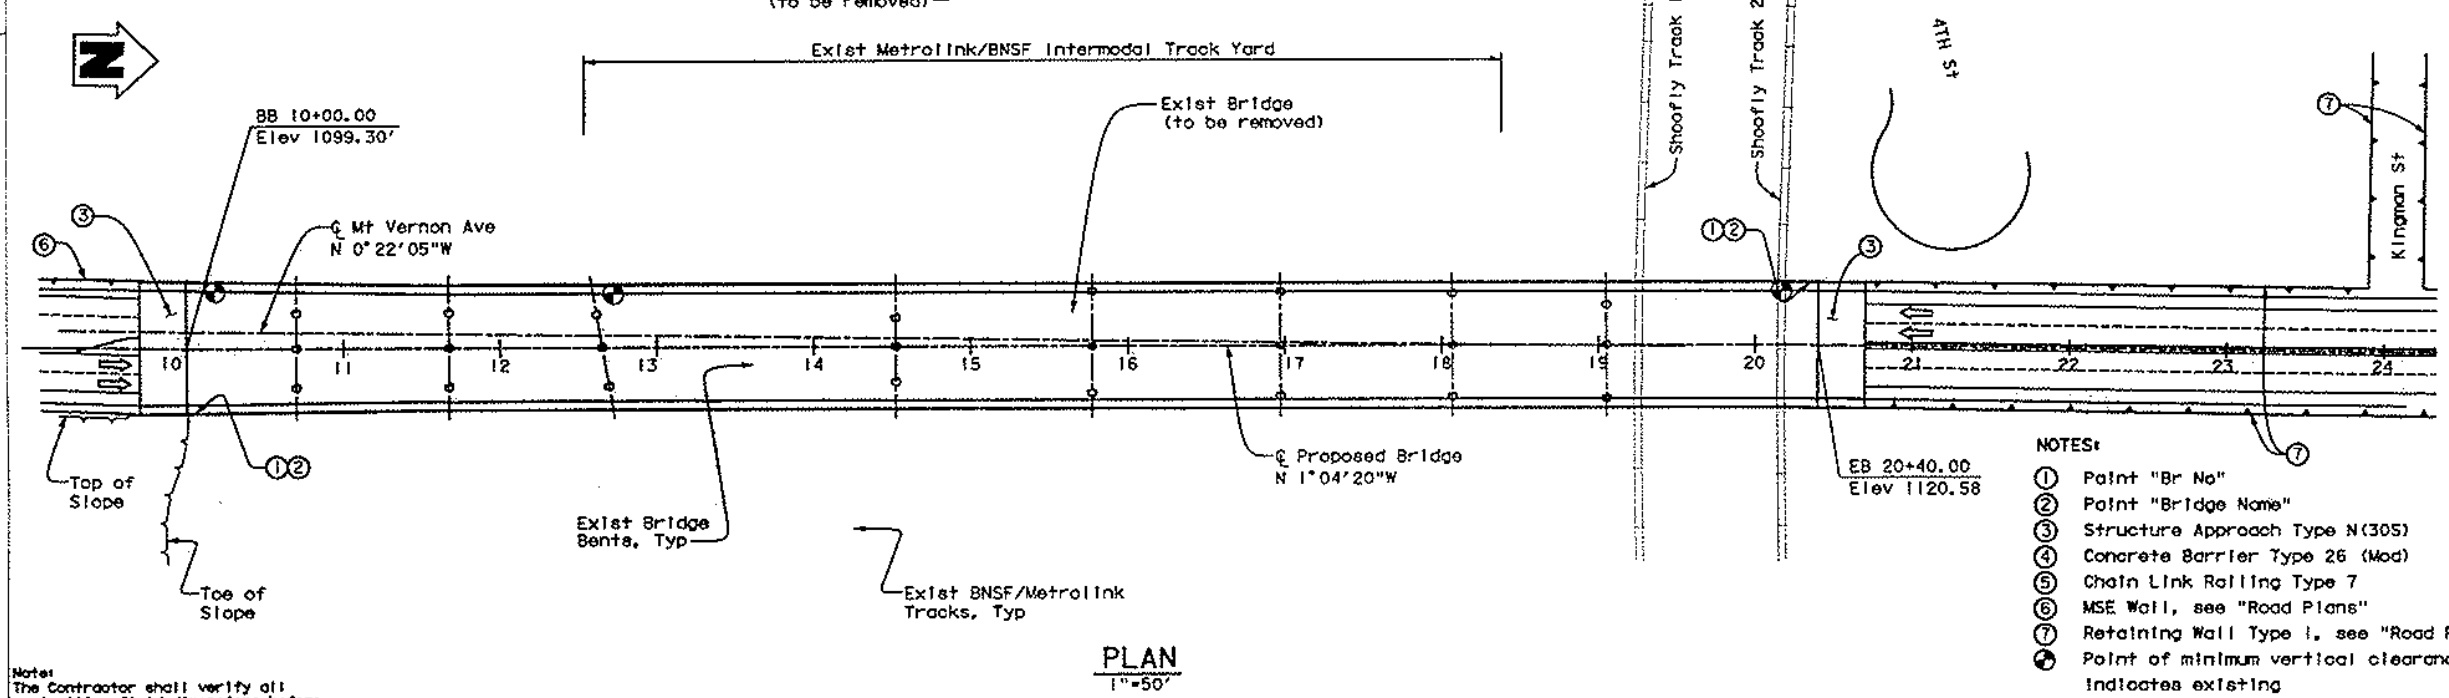 (to be removed)
N
Exist Metrolink/BNSF Intermodal Track Yard
Shoofly Track
Shoofly Track 2
4TH St
BB 10+00.00
Elev 1099.30'
Exist Bridge
(to be removed)
7
Kingman St
3
6
℄ Mt Vernon Ave
N 0°22'05"W
1 2
3
10 11 12 13 14 15 16 17 18 19 20 21 22 23 24
1 2
Top of
Slope
℄ Proposed Bridge
N 1°04'20"W
EB 20+40.00
Elev 1120.58
7
Exist Bridge
Bents, Typ
Toe of
Slope
Exist BNSF/Metrolink
Tracks, Typ
NOTES:
1 Paint "Br No"
2 Paint "Bridge Name"
3 Structure Approach Type N(30S)
4 Concrete Barrier Type 26 (Mod)
5 Chain Link Railing Type 7
6 MSE Wall, see "Road Plans"
7 Retaining Wall Type 1, see "Road
Point of minimum vertical clearan
Indicates existing
PLAN
1"=50'
Note:
The Contractor shall verify all